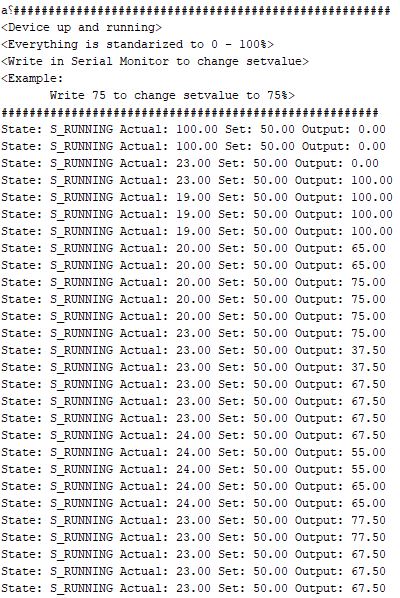 a⸮######################################################
<Device up and running>
<Everything is standarized to 0 - 100%>
<Write in Serial Monitor to change setvalue>
<Example:
Write 75 to change setvalue to 75%>
######################################################
State: S_RUNNING Actual: 100.00 Set: 50.00 Output: 0.00
State: S_RUNNING Actual: 100.00 Set: 50.00 Output: 0.00
State: S_RUNNING Actual: 23.00 Set: 50.00 Output: 0.00
State: S_RUNNING Actual: 23.00 Set: 50.00 Output: 100.00
State: S_RUNNING Actual: 19.00 Set: 50.00 Output: 100.00
State: S_RUNNING Actual: 19.00 Set: 50.00 Output: 100.00
State: S_RUNNING Actual: 19.00 Set: 50.00 Output: 100.00
State: S_RUNNING Actual: 20.00 Set: 50.00 Output: 65.00
State: S_RUNNING Actual: 20.00 Set: 50.00 Output: 65.00
State: S_RUNNING Actual: 20.00 Set: 50.00 Output: 75.00
State: S_RUNNING Actual: 20.00 Set: 50.00 Output: 75.00
State: S_RUNNING Actual: 20.00 Set: 50.00 Output: 75.00
State: S_RUNNING Actual: 23.00 Set: 50.00 Output: 75.00
State: S_RUNNING Actual: 23.00 Set: 50.00 Output: 37.50
State: S_RUNNING Actual: 23.00 Set: 50.00 Output: 37.50
State: S_RUNNING Actual: 23.00 Set: 50.00 Output: 67.50
State: S_RUNNING Actual: 23.00 Set: 50.00 Output: 67.50
State: S_RUNNING Actual: 23.00 Set: 50.00 Output: 67.50
State: S_RUNNING Actual: 24.00 Set: 50.00 Output: 67.50
State: S_RUNNING Actual: 24.00 Set: 50.00 Output: 55.00
State: S_RUNNING Actual: 24.00 Set: 50.00 Output: 55.00
State: S_RUNNING Actual: 24.00 Set: 50.00 Output: 65.00
State: S_RUNNING Actual: 24.00 Set: 50.00 Output: 65.00
State: S_RUNNING Actual: 23.00 Set: 50.00 Output: 77.50
State: S_RUNNING Actual: 23.00 Set: 50.00 Output: 77.50
State: S_RUNNING Actual: 23.00 Set: 50.00 Output: 67.50
State: S_RUNNING Actual: 23.00 Set: 50.00 Output: 67.50
State: S_RUNNING Actual: 23.00 Set: 50.00 Output: 67.50